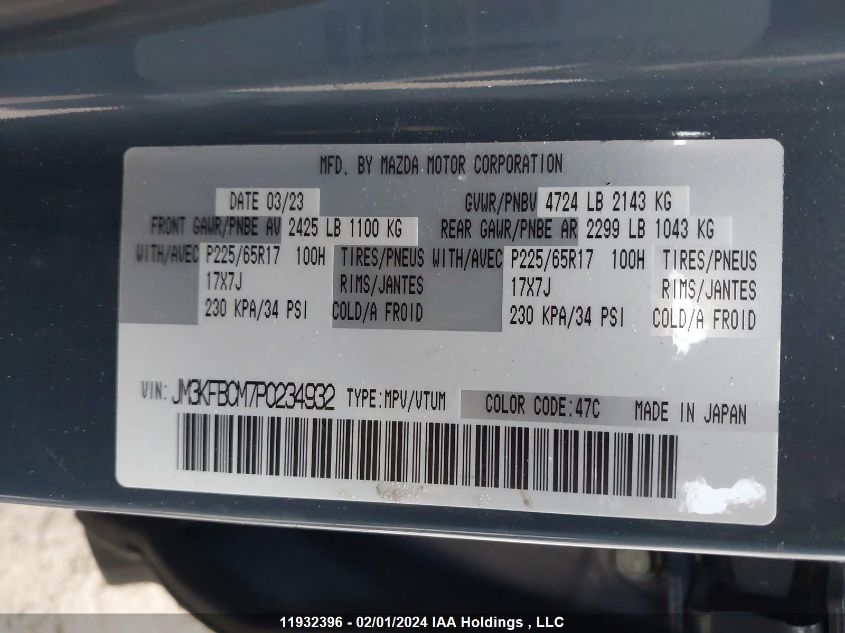 MFD. BY MAZDA MOTOR CORPORATION
DATE 03/23 GVWR/PNBV 4724 LB 2143 KG
FRONT GAWR/PNBE AV 2425 LB 1100 KG REAR GAWR/PNBE AR 2299 LB 1043 KG
WITH/AVEC P225/65R17 100H TIRES/PNEUS WITH/AVEC P225/65R17 100H TIRES/PNEUS
17X7J RIMS/JANTES 17X7J RIMS/JANTES
230 KPA/34 PSI COLD/A FROID 230 KPA/34 PSI COLD/A FROID
VIN: JM3KFBCM7P0234932 TYPE:MPV/VTUM COLOR CODE:47C MADE IN JAPAN
11932396 - 02/01/2024 IAA Holdings , LLC